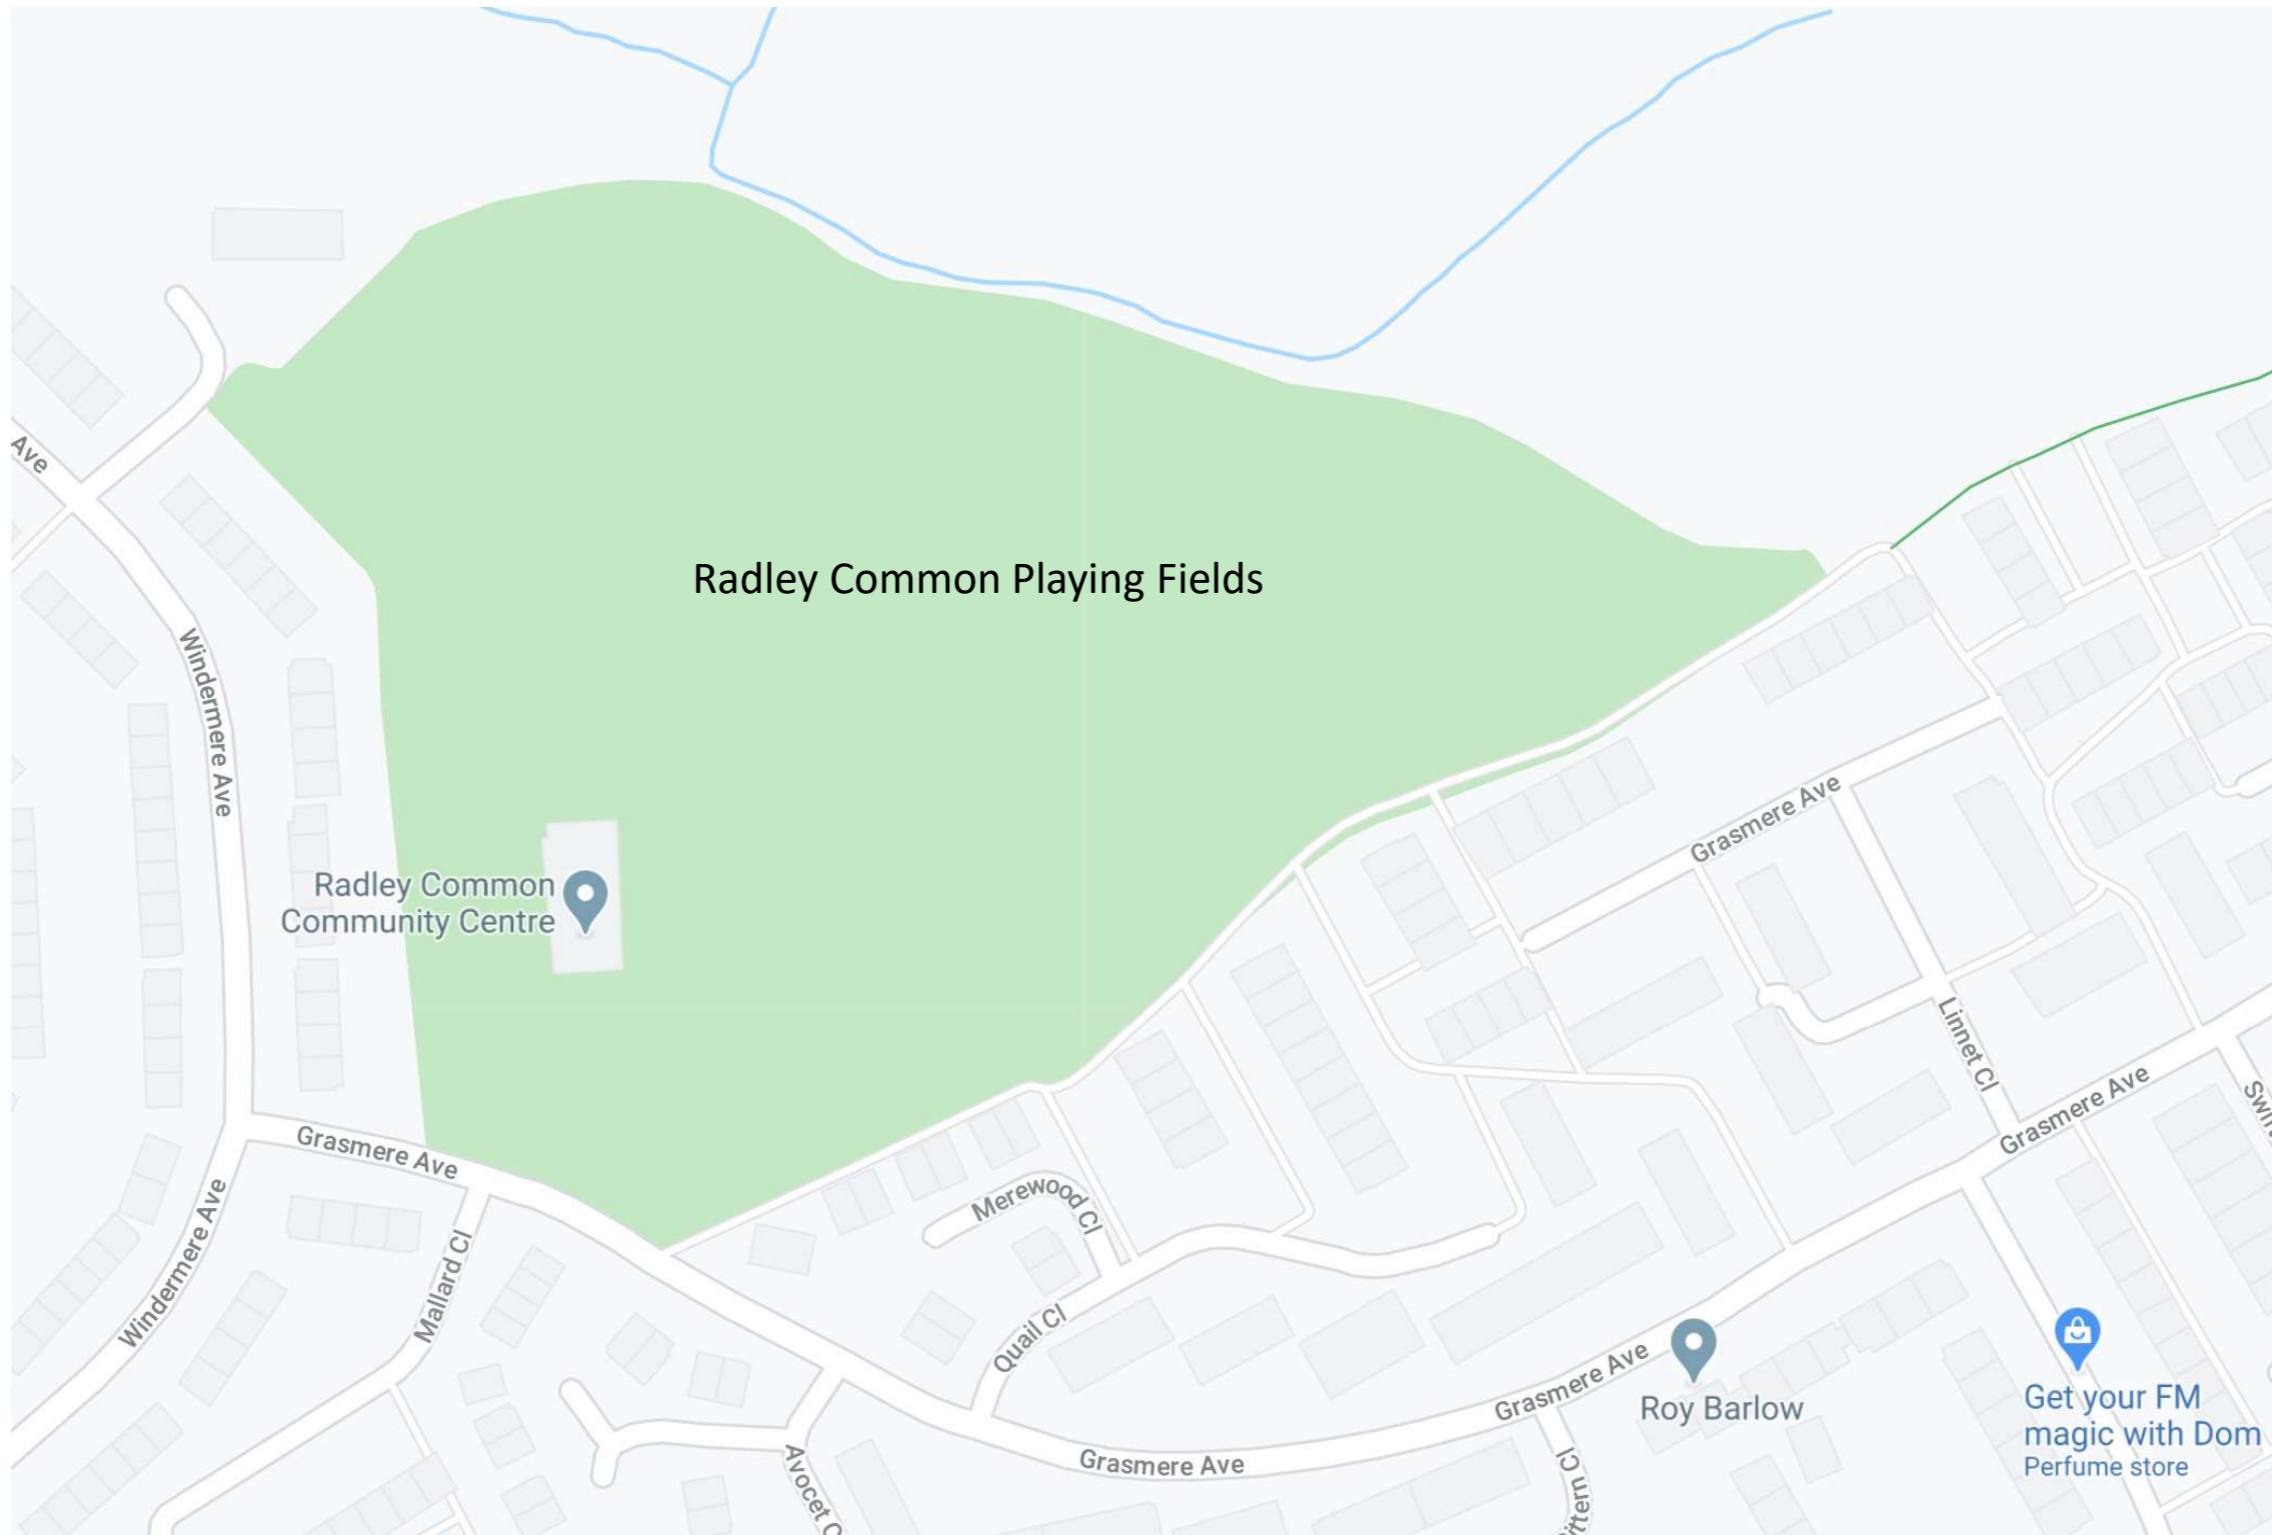 Ave
Radley Common Playing Fields
Windermere Ave
Grasmere Ave
Radley Common
Community Centre
Linnet Cl
Grasmere Ave
Grasmere Ave
Merewood Cl
Windermere Ave
Mallard Cl
Quail Cl
Grasmere Ave
Roy Barlow
Get your FM
magic with Dom
Perfume store
Grasmere Ave
Avocet